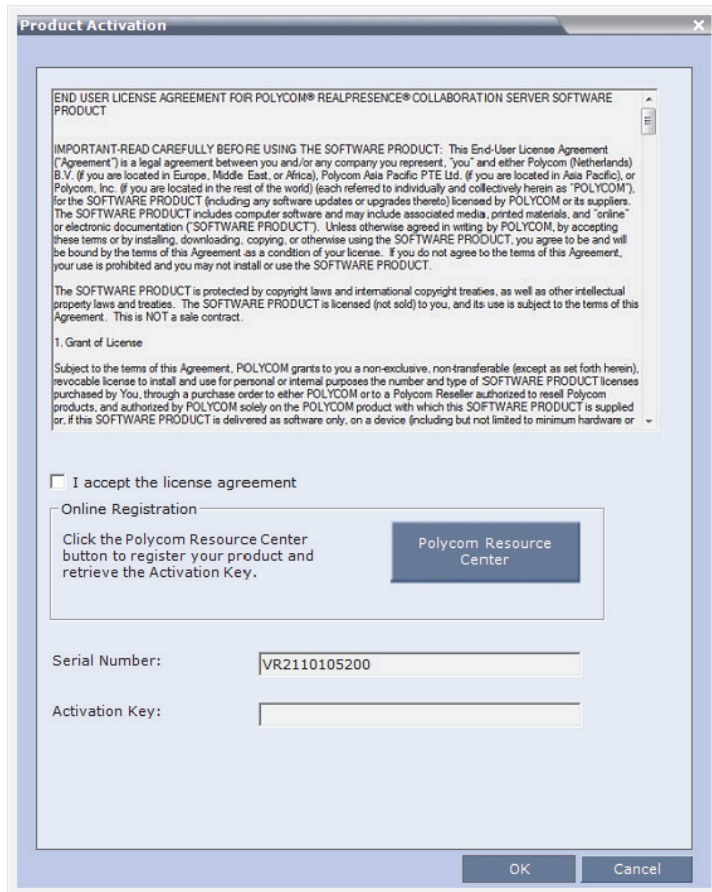 Product Activation
END USER LICENSE AGREEMENT FOR POLYCOM® REALPRESENCE® COLLABORATION SERVER SOFTWARE
PRODUCT
IMPORTANT-READ CAREFULLY BEFORE USING THE SOFTWARE PRODUCT: This End-User License Agreement
("Agreement") is a legal agreement between you and/or any company you represent, "you" and either Polycom (Netherlands)
B.V. (if you are located in Europe, Middle East, or Africa), Polycom Asia Pacific PTE Ltd. (if you are located in Asia Pacific), or
Polycom, Inc. (if you are located in the rest of the world) (each referred to individually and collectively herein as "POLYCOM"),
for the SOFTWARE PRODUCT (including any software updates or upgrades thereto) licensed by POLYCOM or its suppliers.
The SOFTWARE PRODUCT includes computer software and may include associated media, printed materials, and "online"
or electronic documentation ("SOFTWARE PRODUCT"). Unless otherwise agreed in writing by POLYCOM, by accepting
these terms or by installing, downloading, copying, or otherwise using the SOFTWARE PRODUCT, you agree to be and will
be bound by the terms of this Agreement as a condition of your license. If you do not agree to the terms of this Agreement,
your use is prohibited and you may not install or use the SOFTWARE PRODUCT.
The SOFTWARE PRODUCT is protected by copyright laws and international copyright treaties, as well as other intellectual
property laws and treaties. The SOFTWARE PRODUCT is licensed (not sold) to you, and its use is subject to the terms of this
Agreement. This is NOT a sale contract.
1. Grant of License
Subject to the terms of this Agreement, POLYCOM grants to you a non-exclusive, non-transferable (except as set forth herein),
revocable license to install and use for personal or internal purposes the number and type of SOFTWARE PRODUCT licenses
purchased by You, through a purchase order to either POLYCOM or to a Polycom Reseller authorized to resell Polycom
products, and authorized by POLYCOM solely on the POLYCOM product with which this SOFTWARE PRODUCT is supplied
or, if this SOFTWARE PRODUCT is delivered as software only, on a device (including but not limited to minimum hardware or
I accept the license agreement
Online Registration
Click the Polycom Resource Center
button to register your product and
retrieve the Activation Key.
Polycom Resource
Center
Serial Number:
VR2110105200
Activation Key:
OK
Cancel